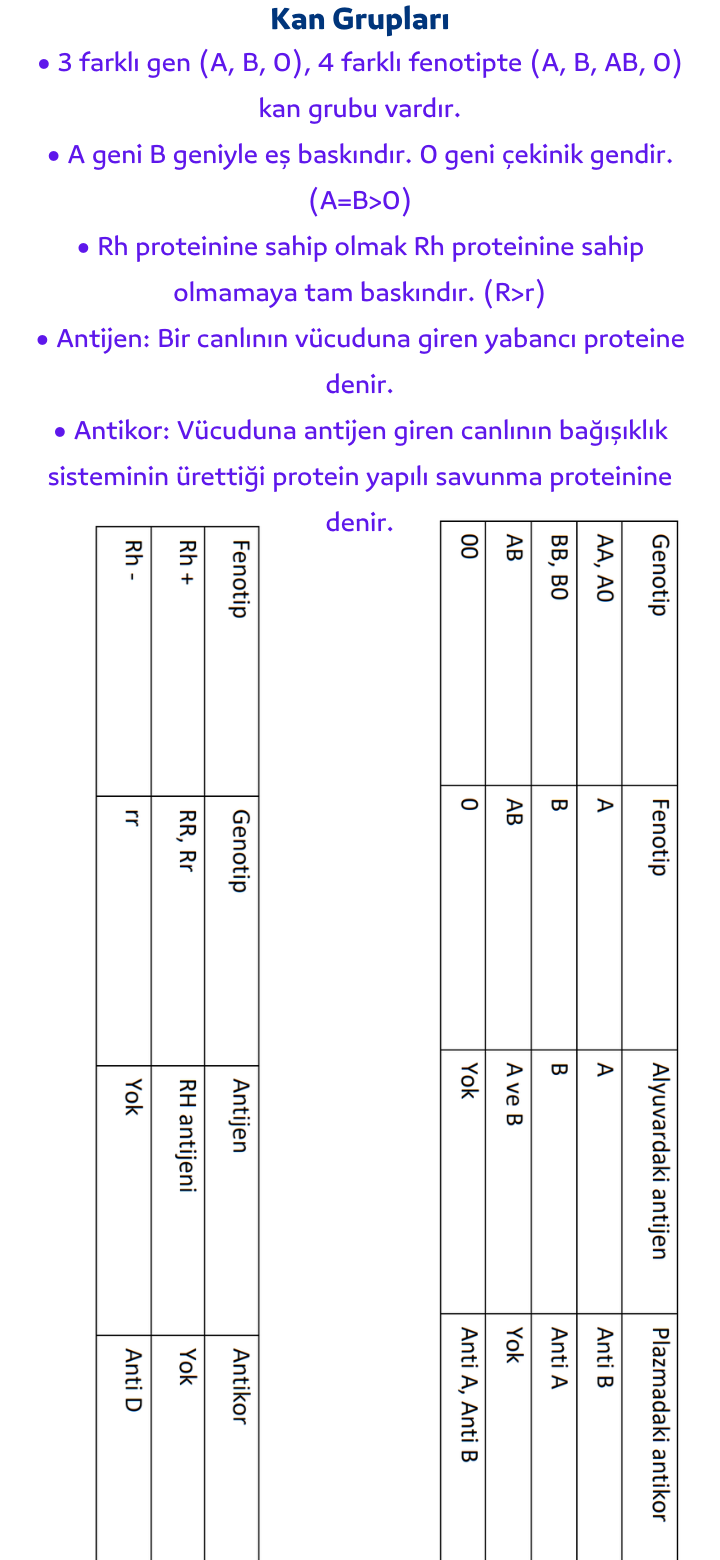 Kan Grupları
• 3 farklı gen (A, B, O), 4 farklı fenotipte (A, B, AB, O)
kan grubu vardır.
• A geni B geniyle eş baskındır. O geni çekinik gendir.
(A=B>O)
• Rh proteinine sahip olmak Rh proteinine sahip
olmamaya tam baskındır. (R>r)
• Antijen: Bir canlının vücuduna giren yabancı proteine
denir.
• Antikor: Vücuduna antijen giren canlının bağışıklık
sisteminin ürettiği protein yapılı savunma proteinine
denir.
Genotip Fenotip Alyuvardaki antijen Plazmadaki antikor
AA, A0 A A Anti B
BB, B0 B B Anti A
AB AB A ve B Yok
00 0 Yok Anti A, Anti B
Fenotip Genotip Antijen Antikor
Rh + RR, Rr RH antijeni Yok
Rh - rr Yok Anti D